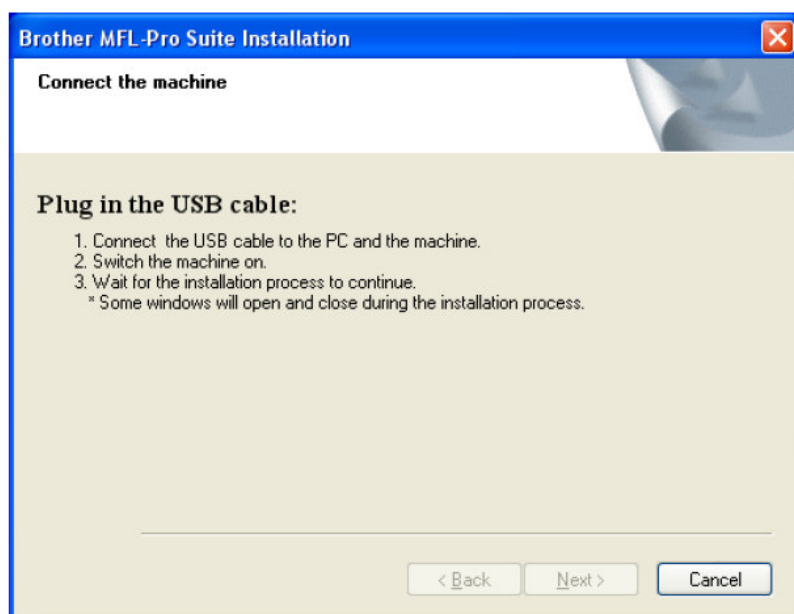 Brother MFL-Pro Suite Installation
Connect the machine
Plug in the USB cable:
1. Connect the USB cable to the PC and the machine.
2. Switch the machine on.
3. Wait for the installation process to continue.
* Some windows will open and close during the installation process.
< Back Next > Cancel